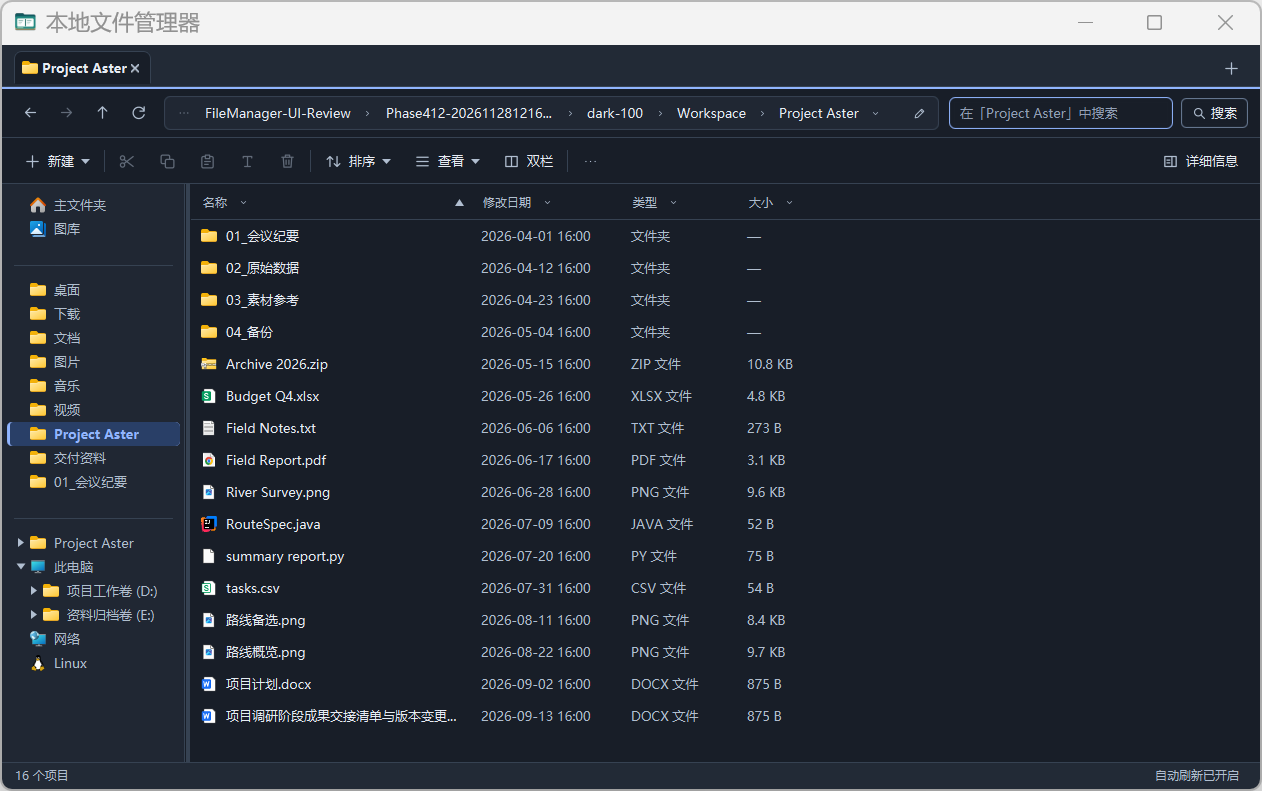 本地文件管理器
Project Aster
FileManager-UI-Review › Phase412-202611281216... › dark-100 › Workspace › Project Aster
在「Project Aster」中搜索
搜索
新建 排序 查看 双栏 ... 详细信息
主文件夹
图库
桌面
下载
文档
图片
音乐
视频
Project Aster
交付资料
01_会议纪要
Project Aster
此电脑
项目工作卷 (D:)
资料归档卷 (E:)
网络
Linux
名称 修改日期 类型 大小
01_会议纪要 2026-04-01 16:00 文件夹 —
02_原始数据 2026-04-12 16:00 文件夹 —
03_素材参考 2026-04-23 16:00 文件夹 —
04_备份 2026-05-04 16:00 文件夹 —
Archive 2026.zip 2026-05-15 16:00 ZIP 文件 10.8 KB
Budget Q4.xlsx 2026-05-26 16:00 XLSX 文件 4.8 KB
Field Notes.txt 2026-06-06 16:00 TXT 文件 273 B
Field Report.pdf 2026-06-17 16:00 PDF 文件 3.1 KB
River Survey.png 2026-06-28 16:00 PNG 文件 9.6 KB
RouteSpec.java 2026-07-09 16:00 JAVA 文件 52 B
summary report.py 2026-07-20 16:00 PY 文件 75 B
tasks.csv 2026-07-31 16:00 CSV 文件 54 B
路线备选.png 2026-08-11 16:00 PNG 文件 8.4 KB
路线概览.png 2026-08-22 16:00 PNG 文件 9.7 KB
项目计划.docx 2026-09-02 16:00 DOCX 文件 875 B
项目调研阶段成果交接清单与版本变更... 2026-09-13 16:00 DOCX 文件 875 B
16 个项目
自动刷新已开启